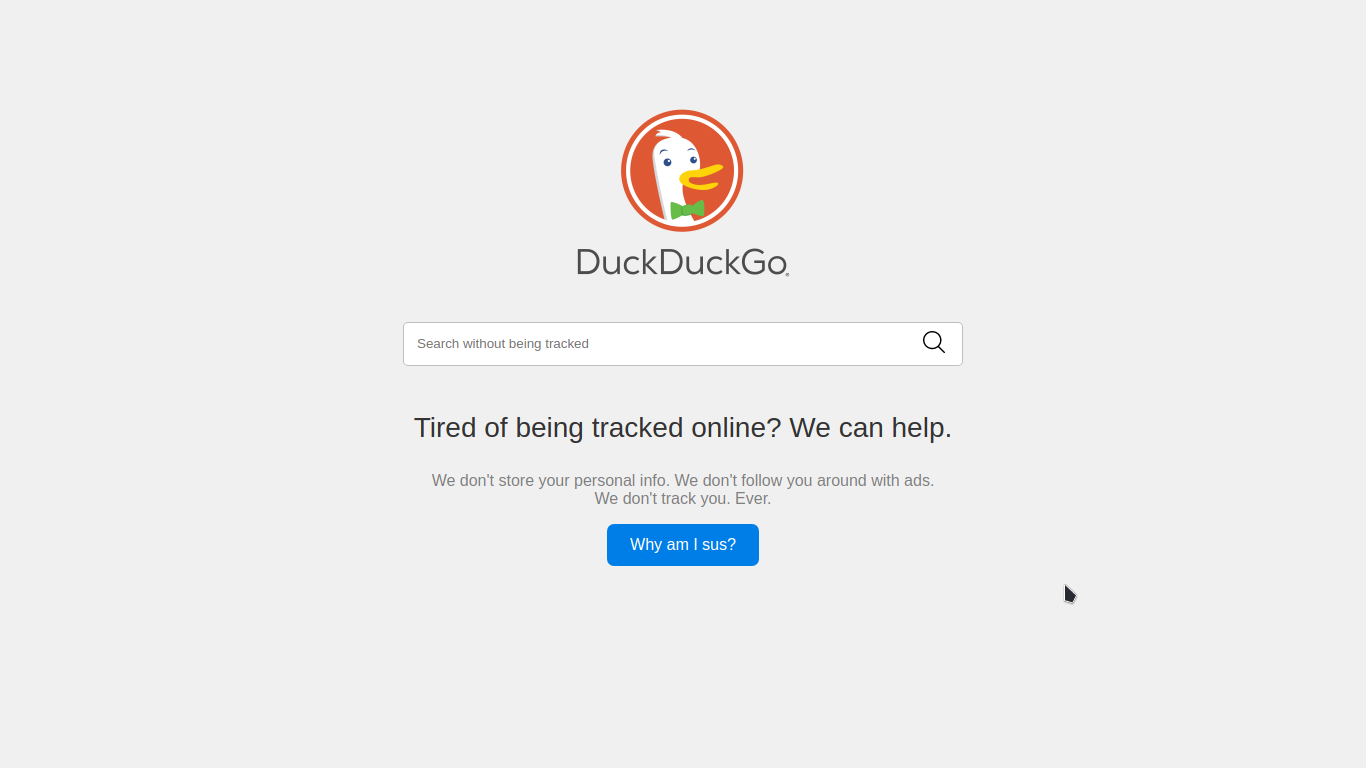 DuckDuckGo
Search without being tracked
Tired of being tracked online? We can help.
We don't store your personal info. We don't follow you around with ads.
We don't track you. Ever.
Why am I sus?